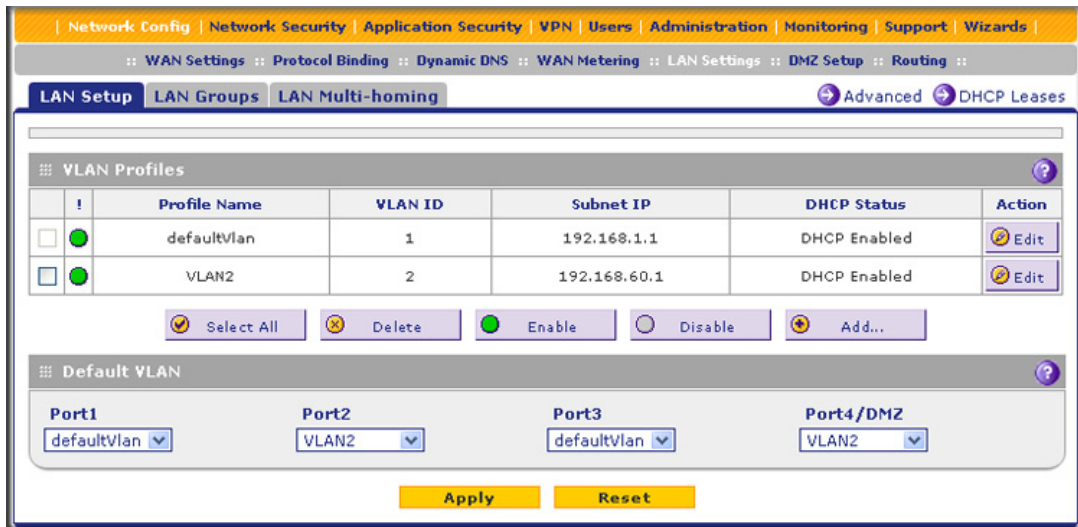 | Network Config | Network Security | Application Security | VPN | Users | Administration | Monitoring | Support | Wizards |
:: WAN Settings :: Protocol Binding :: Dynamic DNS :: WAN Metering :: LAN Settings :: DMZ Setup :: Routing ::
LAN Setup LAN Groups LAN Multi-homing Advanced DHCP Leases
VLAN Profiles ?
! Profile Name VLAN ID Subnet IP DHCP Status Action
defaultVlan 1 192.168.1.1 DHCP Enabled Edit
VLAN2 2 192.168.60.1 DHCP Enabled Edit
Select All Delete Enable Disable Add...
Default VLAN ?
Port1 Port2 Port3 Port4/DMZ
defaultVlan VLAN2 defaultVlan VLAN2
Apply Reset